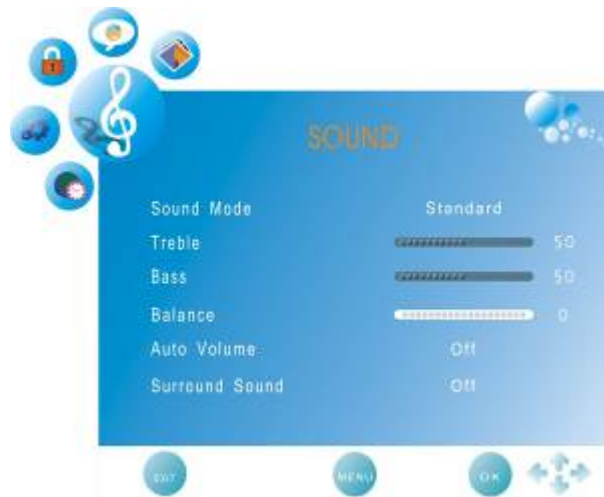 SOUND
Sound Mode Standard
Treble 50
Bass 50
Balance 0
Auto Volume Off
Surround Sound Off
EXIT MENU OK